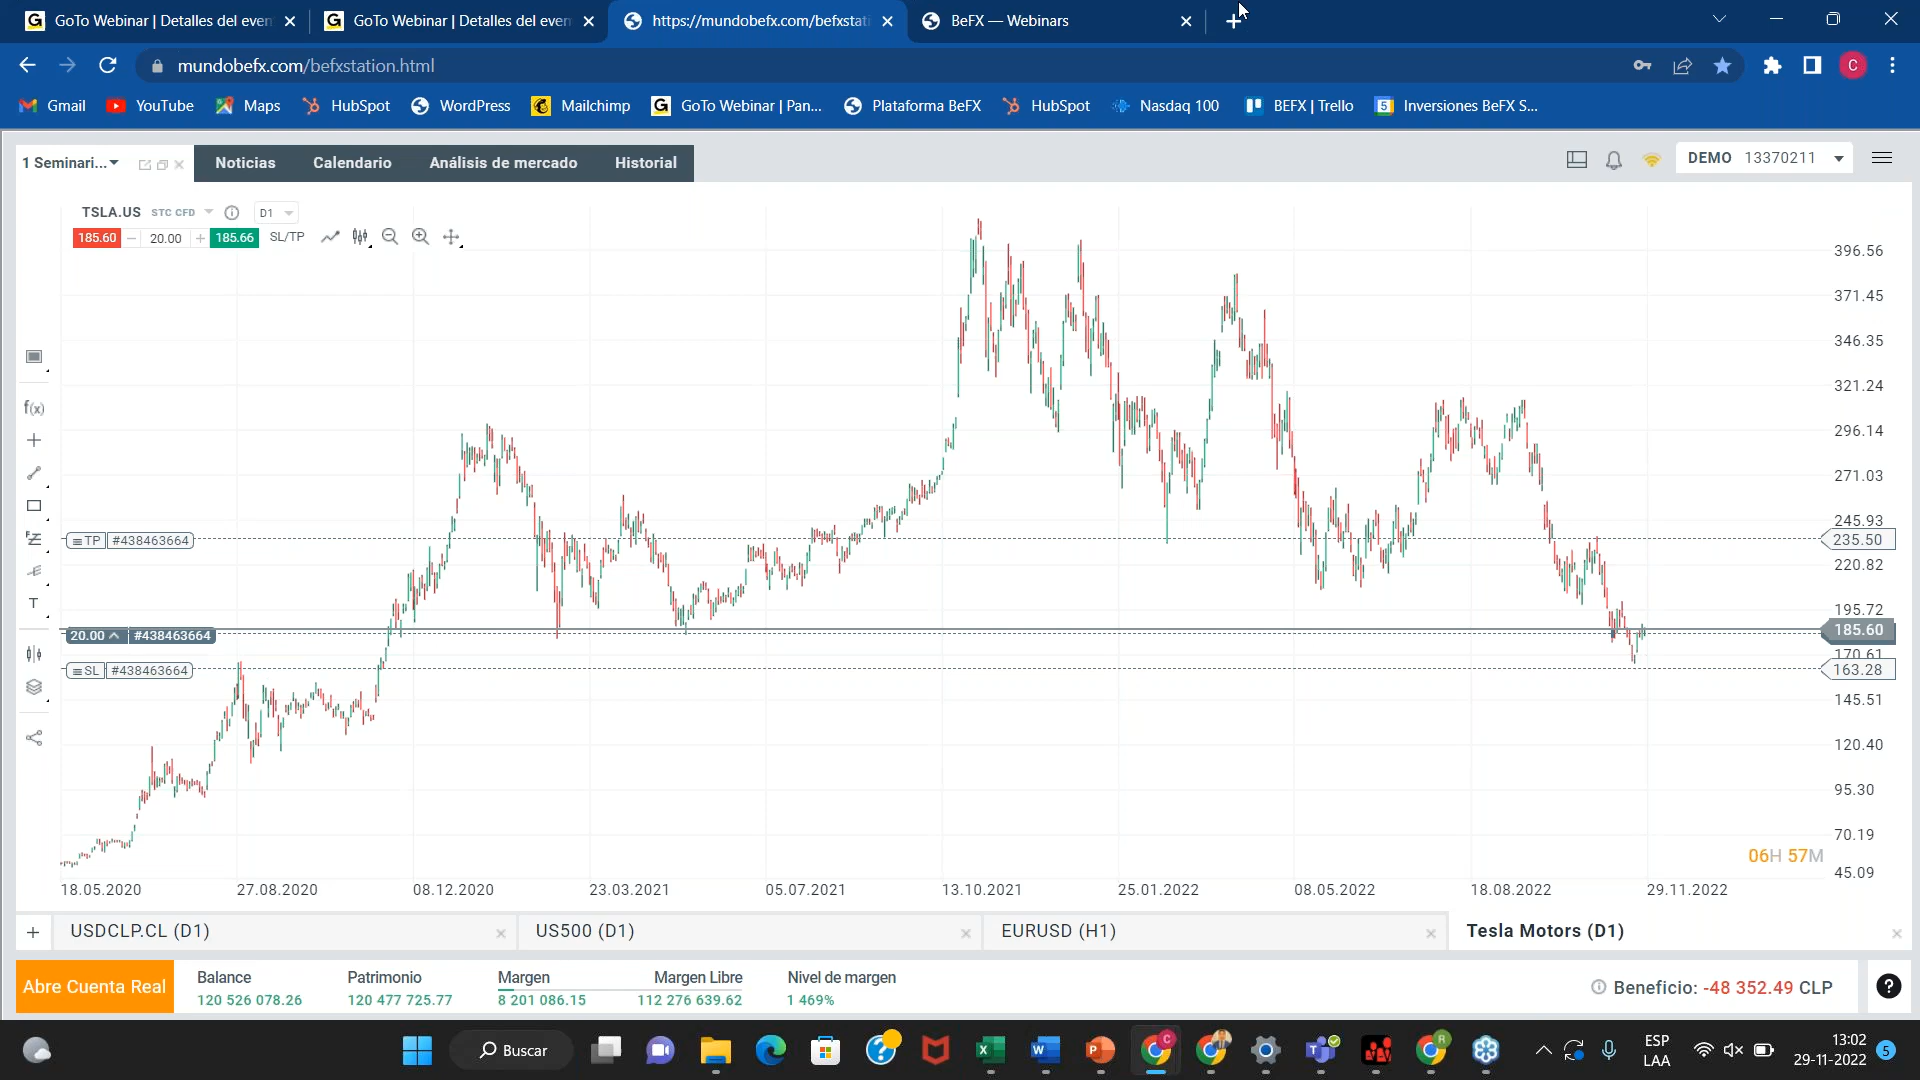 GoTo Webinar | Detalles del even
GoTo Webinar | Detalles del even
https://mundobefx.com/befxstati
BeFX — Webinars
mundobefx.com/befxstation.html
C
Gmail
YouTube
Maps
HubSpot
WordPress
Mailchimp
GoTo Webinar | Pan...
Plataforma BeFX
HubSpot
Nasdaq 100
BEFX | Trello
Inversiones BeFX S...
1 Seminari...
Noticias
Calendario
Análisis de mercado
Historial
DEMO 13370211
TSLA.US STC CFD
D1
185.60
20.00
185.66
SL/TP
396.56
371.45
346.35
321.24
296.14
271.03
245.93
235.50
220.82
195.72
185.60
170.61
163.28
145.51
120.40
95.30
70.19
45.09
f(x)
T
TP #438463664
20.00 #438463664
SL #438463664
06H 57M
18.05.2020
27.08.2020
08.12.2020
23.03.2021
05.07.2021
13.10.2021
25.01.2022
08.05.2022
18.08.2022
29.11.2022
USDCLP.CL (D1)
US500 (D1)
EURUSD (H1)
Tesla Motors (D1)
Abre Cuenta Real
Balance
120 526 078.26
Patrimonio
120 477 725.77
Margen
8 201 086.15
Margen Libre
112 276 639.62
Nivel de margen
1 469%
Beneficio: -48 352.49 CLP
Buscar
ESP
LAA
13:02
29-11-2022
5